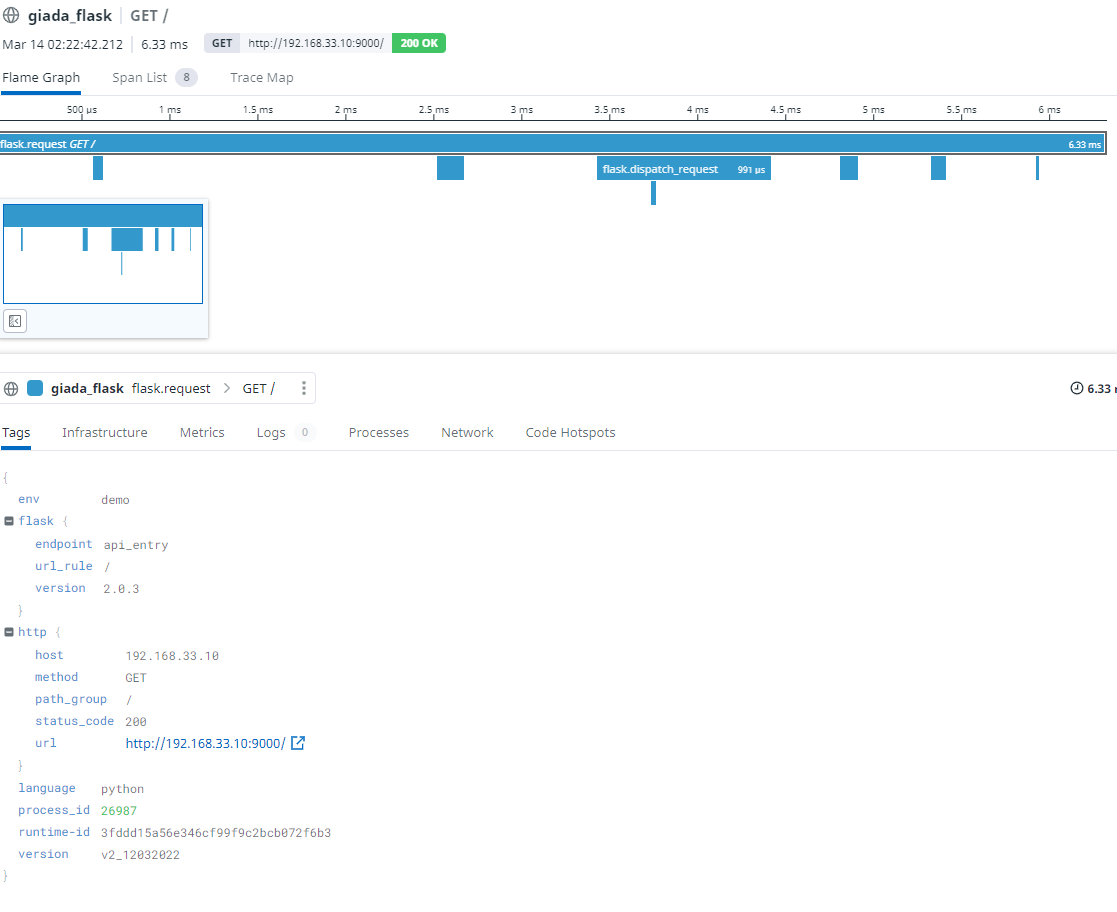 giada_flask GET /
Mar 14 02:22:42.212 6.33 ms GET http://192.168.33.10:9000/ 200 OK
Flame Graph Span List 8 Trace Map
500 µs 1 ms 1.5 ms 2 ms 2.5 ms 3 ms 3.5 ms 4 ms 4.5 ms 5 ms 5.5 ms 6 ms
flask.request GET / 6.33 ms
flask.dispatch_request 991 µs
giada_flask flask.request > GET / 6.33
Tags Infrastructure Metrics Logs 0 Processes Network Code Hotspots
{
env demo
flask {
endpoint api_entry
url_rule /
version 2.0.3
}
http {
host 192.168.33.10
method GET
path_group /
status_code 200
url http://192.168.33.10:9000/
}
language python
process_id 26987
runtime-id 3fddd15a56e346cf99f9c2bcb072f6b3
version v2_12032022
}